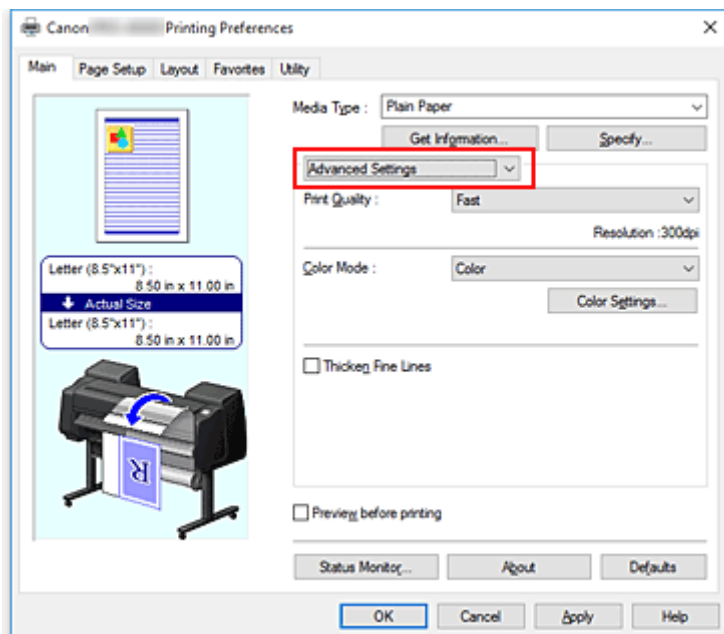 Canon Printing Preferences
Main Page Setup Layout Favorites Utility
Media Type : Plain Paper
Get Information... Specify...
Advanced Settings
Print Quality : Fast
Resolution :300dpi
Color Mode : Color
Color Settings...
Thicken Fine Lines
Letter (8.5"x11") :
8.50 in x 11.00 in
Actual Size
Letter (8.5"x11") :
8.50 in x 11.00 in
R
Preview before printing
Status Monitor... About Defaults
OK Cancel Apply Help